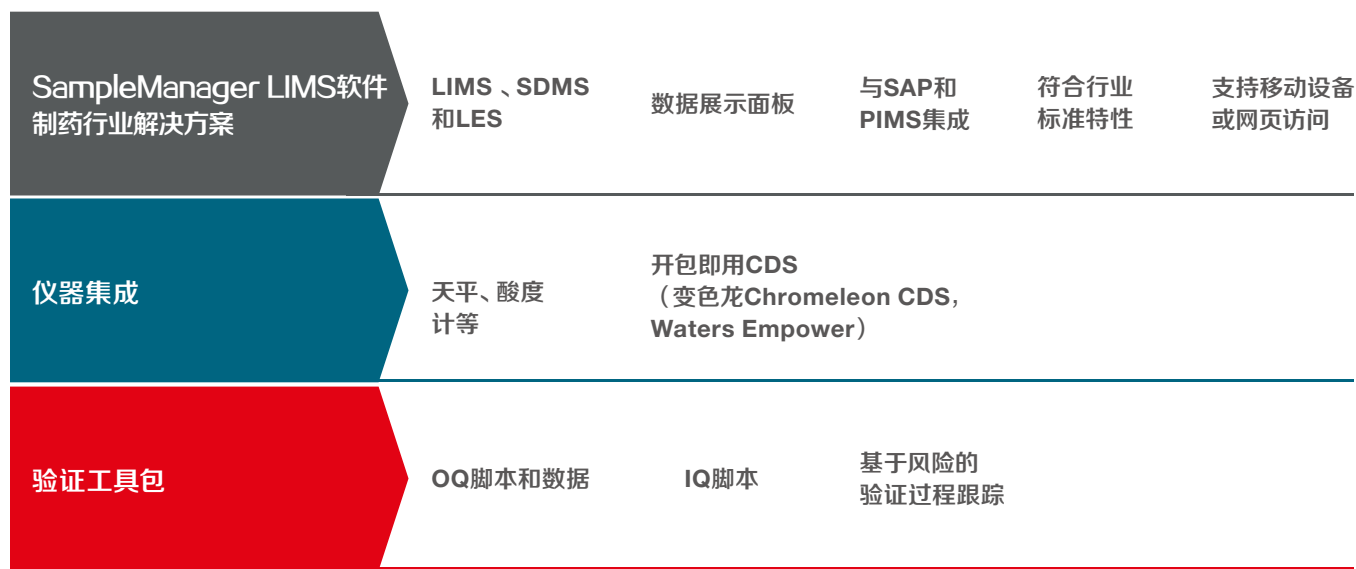 SampleManager LIMS软件
制药行业解决方案
LIMS 、SDMS
和LES
数据展示面板
与SAP和
PIMS集成
符合行业
标准特性
支持移动设备
或网页访问
仪器集成
天平、酸度
计等
开包即用CDS
（变色龙Chromeleon CDS，
Waters Empower）
验证工具包
OQ脚本和数据
IQ脚本
基于风险的
验证过程跟踪